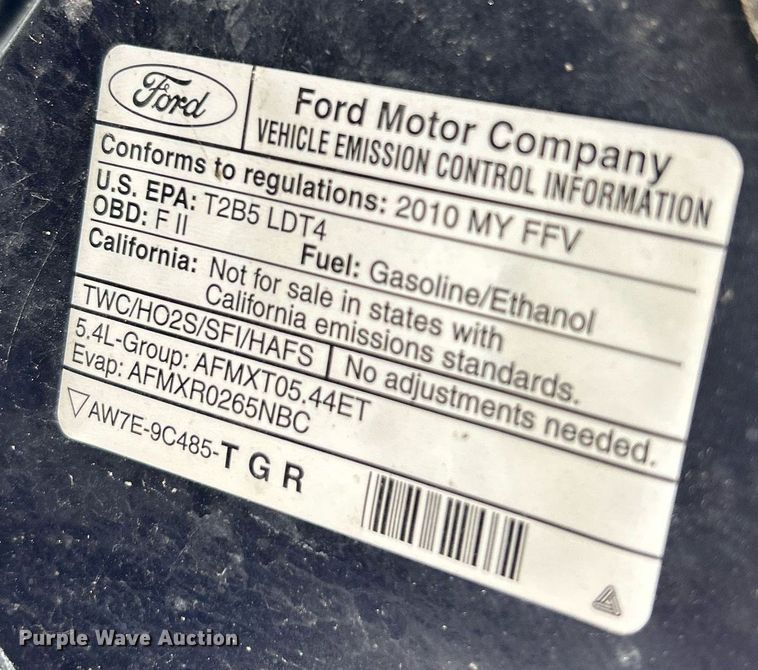 Ford
Ford Motor Company
VEHICLE EMISSION CONTROL INFORMATION
Conforms to regulations: 2010 MY FFV
U.S. EPA: T2B5 LDT4
OBD: F II
Fuel: Gasoline/Ethanol
California: Not for sale in states with
California emissions standards.
TWC/HO2S/SFI/HAFS
No adjustments needed.
5.4L-Group: AFMXT05.44ET
Evap: AFMXR0265NBC
AW7E-9C485-T G R
Purple Wave Auction